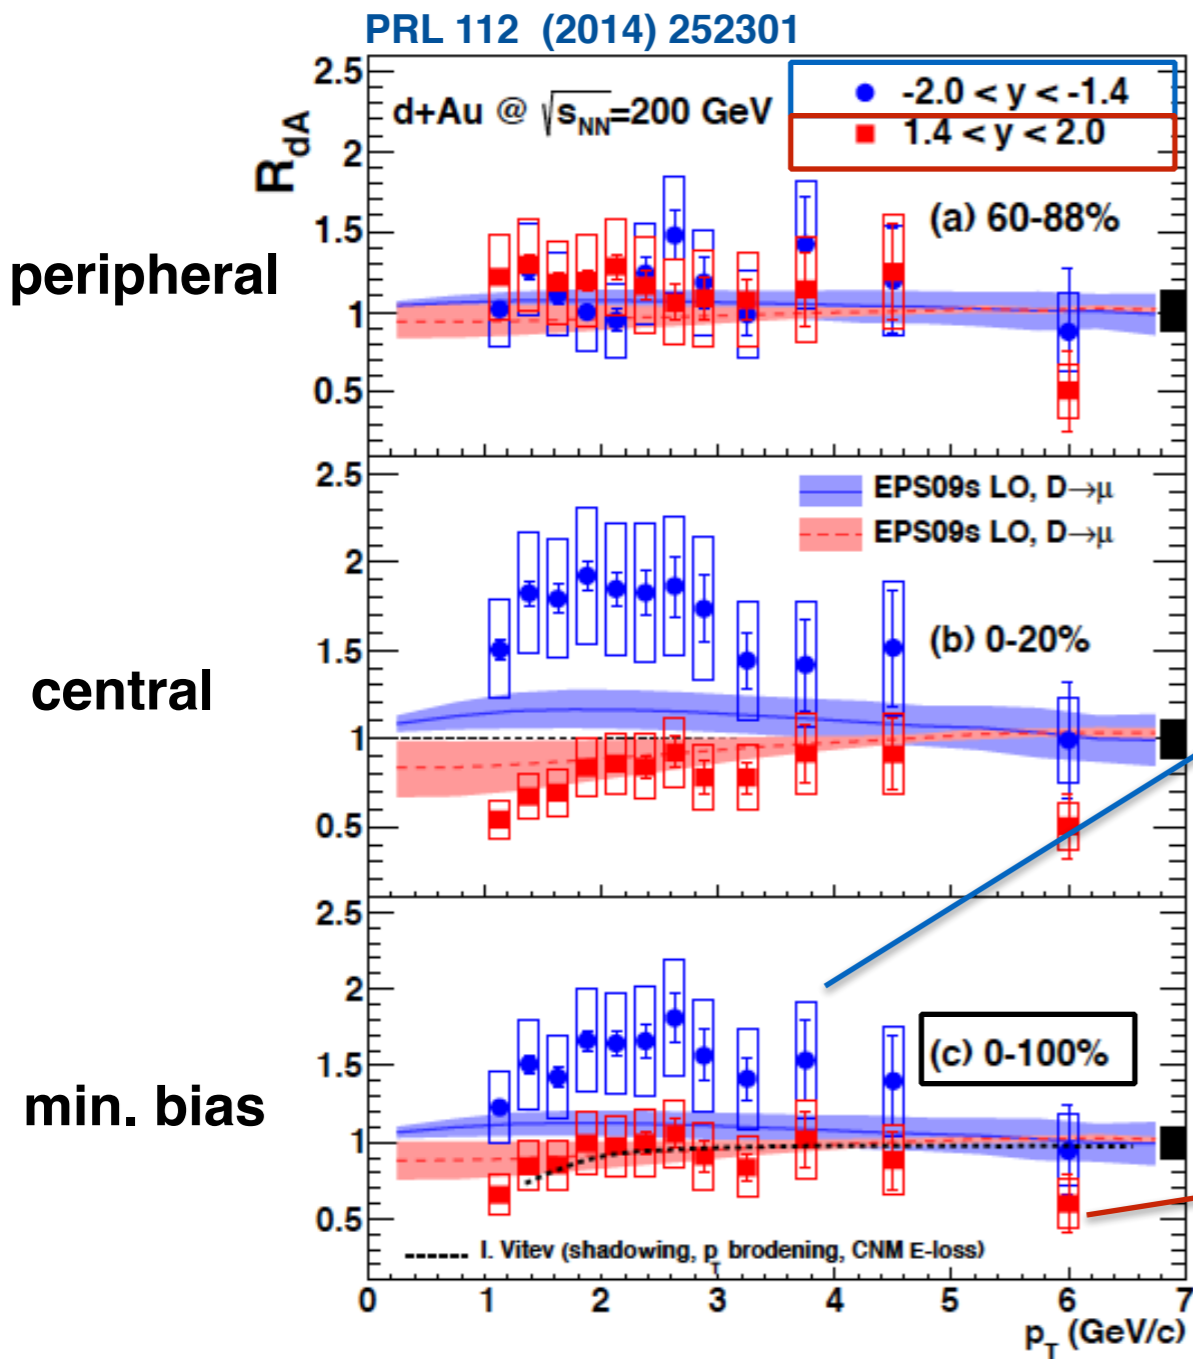 PRL 112 (2014) 252301
R_dA
2.5
2
1.5
1
0.5
d+Au @ √s_NN=200 GeV
-2.0 < y < -1.4
1.4 < y < 2.0
(a) 60-88%
peripheral
2.5
2
1.5
1
0.5
EPS09s LO, D→μ
EPS09s LO, D→μ
(b) 0-20%
central
2.5
2
1.5
1
0.5
(c) 0-100%
min. bias
I. Vitev (shadowing, p_T brodening, CNM E-loss)
0 1 2 3 4 5 6 7
p_T (GeV/c)